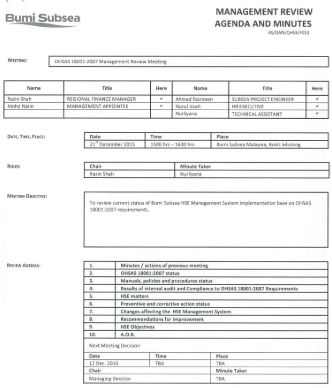 Bumi Subsea
MANAGEMENT REVIEW
AGENDA AND MINUTES
MEETING:
OHSAS 18001:2007 Management Review Meeting
Name Title Here Name Title Here
Razin Shah REGIONAL FINANCE MANAGER ✓ Ahmad Fazmeen SUBSEA PROJECT ENGINEER ✓
Mohd Naim MANAGEMENT APPOINTEE ✓ Nurul Izzah HR EXECUTIVE ✓
Nurliyana TECHNICAL ASSISTANT ✓
DATE, TIME, PLACE:
Date Time Place
21st December 2015 1500 hrs – 1630 hrs Bumi Subsea Malaysia, Bukit Jelutong
ROLES:
Chair Minute Taker
Razin Shah Nurliyana
MEETING OBJECTIVE:
To review current status of Bumi Subsea HSE Management System implementation base on OHSAS
18001:2007 requirements.
REVIEW AGENDA:
1. Minutes / actions of previous meeting
2. OHSAS 18001:2007 status
3. Manuals, policies and procedures status
4. Results of internal audit and Compliance to OHSAS 18001:2007 Requirements
5. HSE matters
6. Preventive and corrective action status
7. Changes affecting the HSE Management System
8. Recommendations for improvement
9. HSE Objectives
10. A.O.B.
Next Meeting Decision
Date Time Place
12 Dec. 2015 TBA TBA
Chair Minute Taker
Managing Director TBA